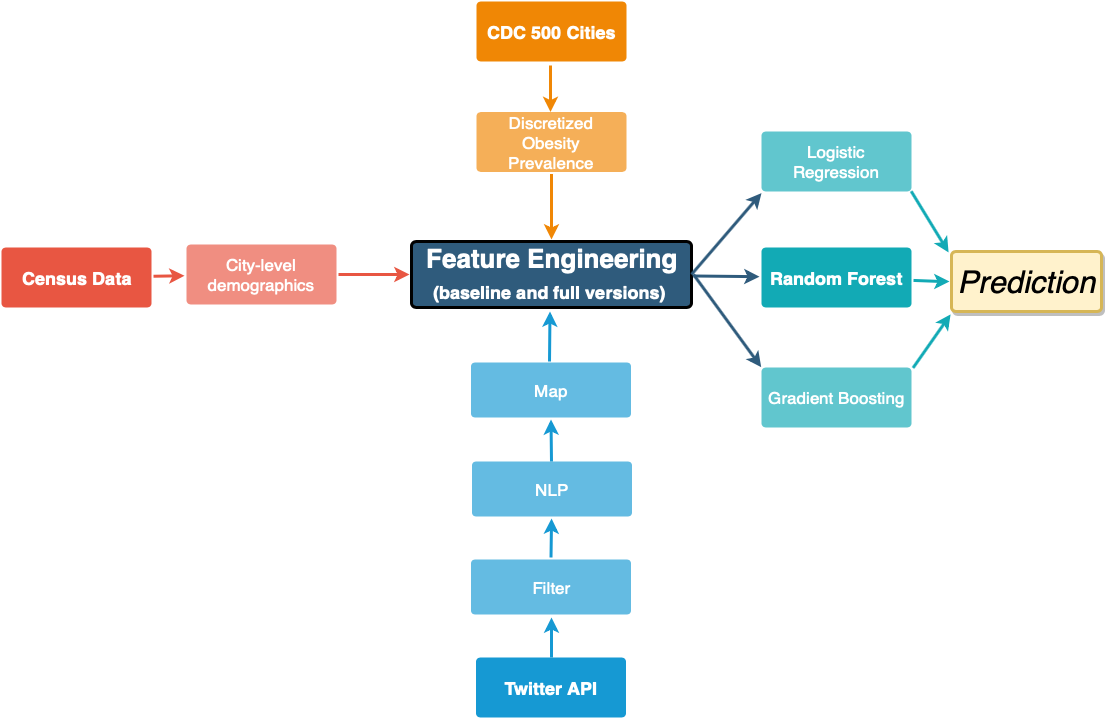 CDC 500 Cities
Discretized
Obesity
Prevalence
Logistic
Regression
Census Data
City-level
demographics
Feature Engineering
(baseline and full versions)
Random Forest
Prediction
Map
Gradient Boosting
NLP
Filter
Twitter API